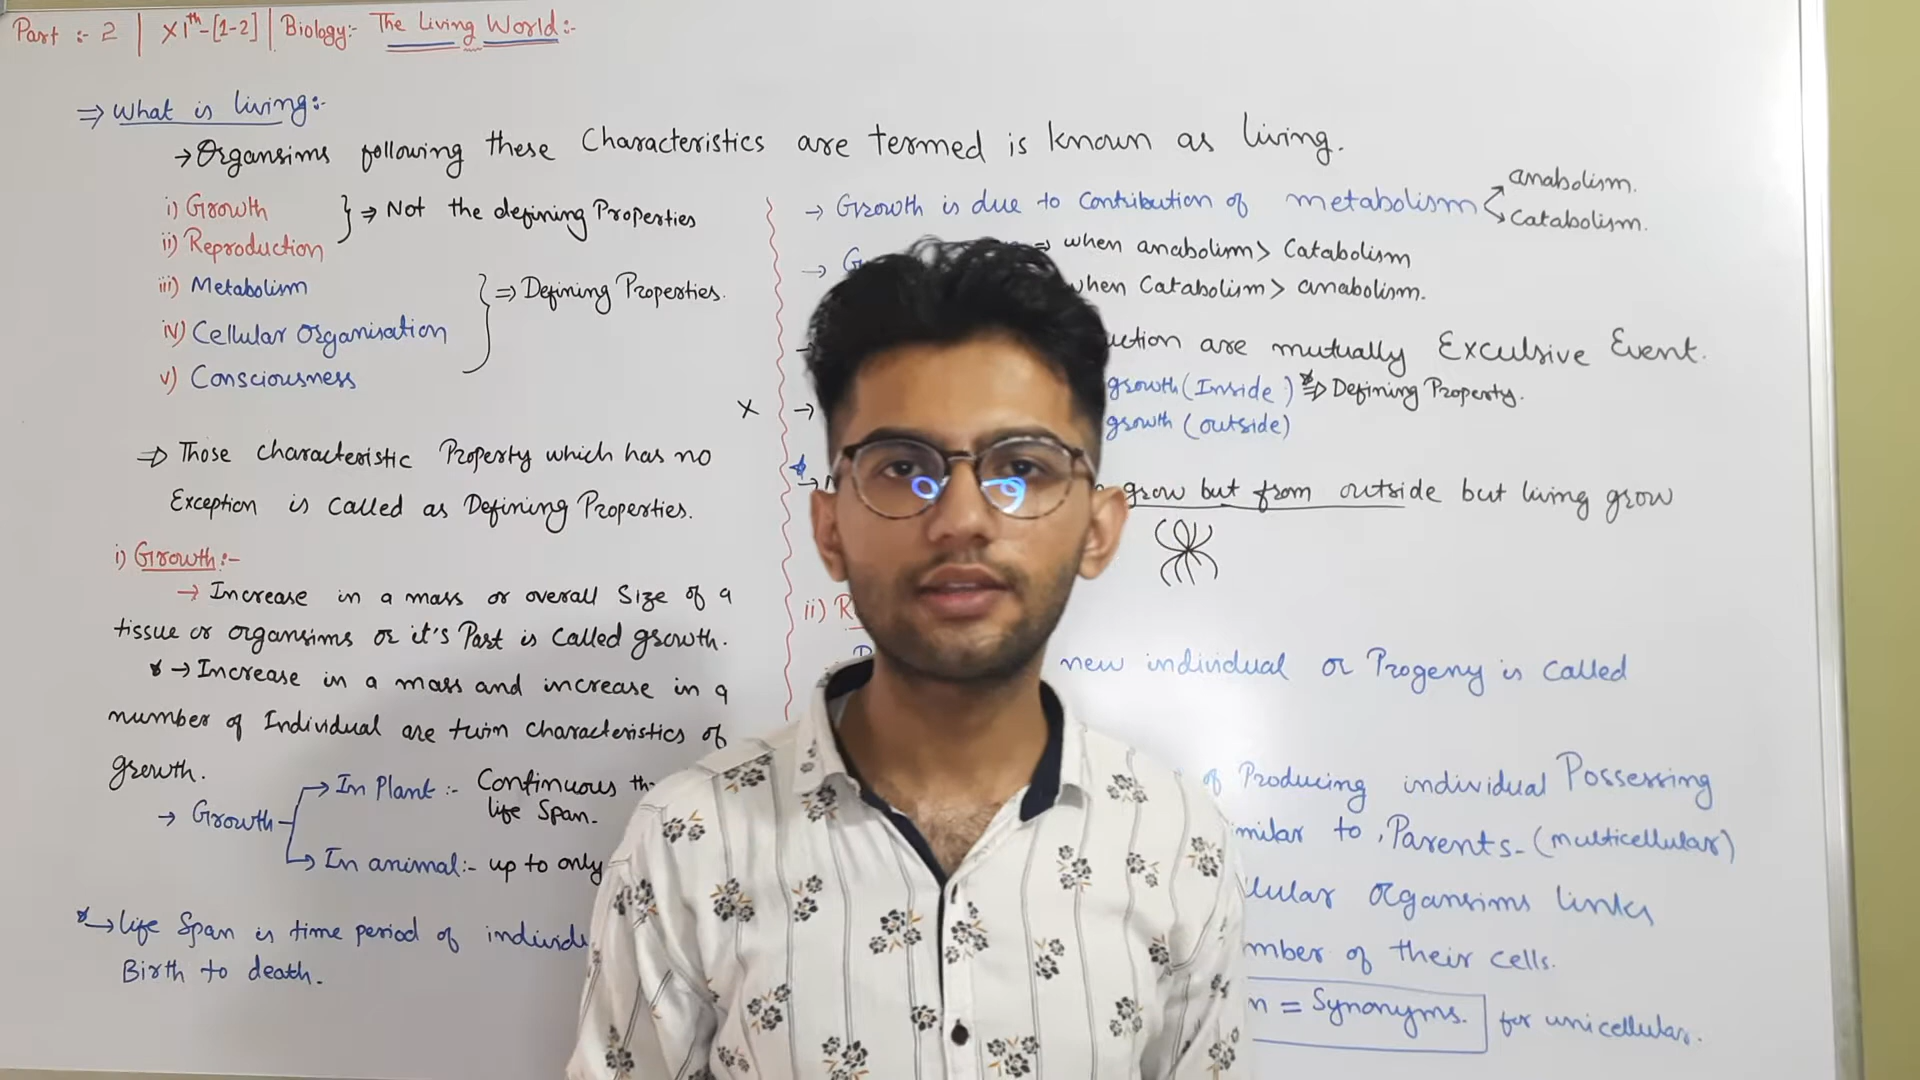 Part :- 2 | XIth-[1-2] | Biology:- The Living World:-
⇒ What is living:-
→ Organsims following these Characteristics are termed is known as living.
i) Growth
ii) Reproduction
} ⇒ Not the defining Properties
iii) Metabolism
iv) Cellular Organisation
v) Consciousness
} ⇒ Defining Properties.
⇒ Those characteristic Property which has no
Exception is called as Defining Properties.
i) Growth:-
→ Increase in a mass or overall Size of a
tissue or organsims or it's Part is called growth.
* → Increase in a mass and increase in a
number of Individual are twin characteristics of
growth.
→ Growth
→ In Plant :- Continuous
life Span.
→ In animal:- up to only
* → life Span is time period of
Birth to death.
→ Growth is due to Contribution of metabolism
anabolism.
Catabolism.
→ ⇒ when anabolism > Catabolism
when Catabolism > anabolism.
are mutually Exculsive Event.
X → growth (Inside) * ⇒ Defining Property.
growth (outside)
* → grow but from outside but living grow
ii)
new individual or Progeny is called
of Producing individual Possessing
to Parents- (multicellular)
organsims links
of their cells.
= Synonyms. for unicellular.